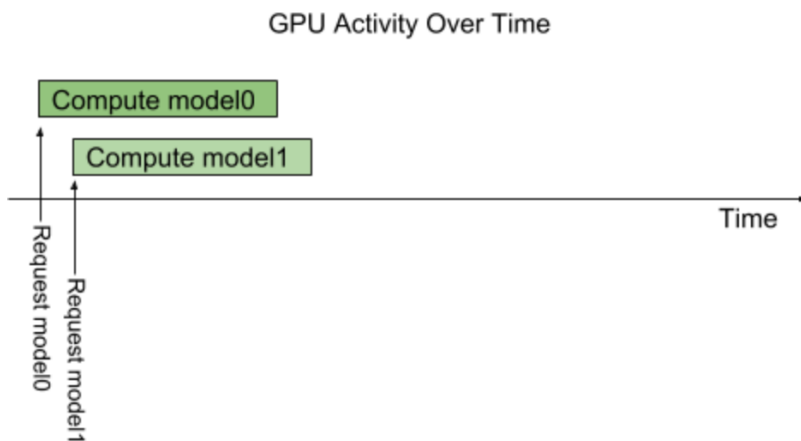 GPU Activity Over Time
Compute model0
Compute model1
Time
Request model0
Request model1